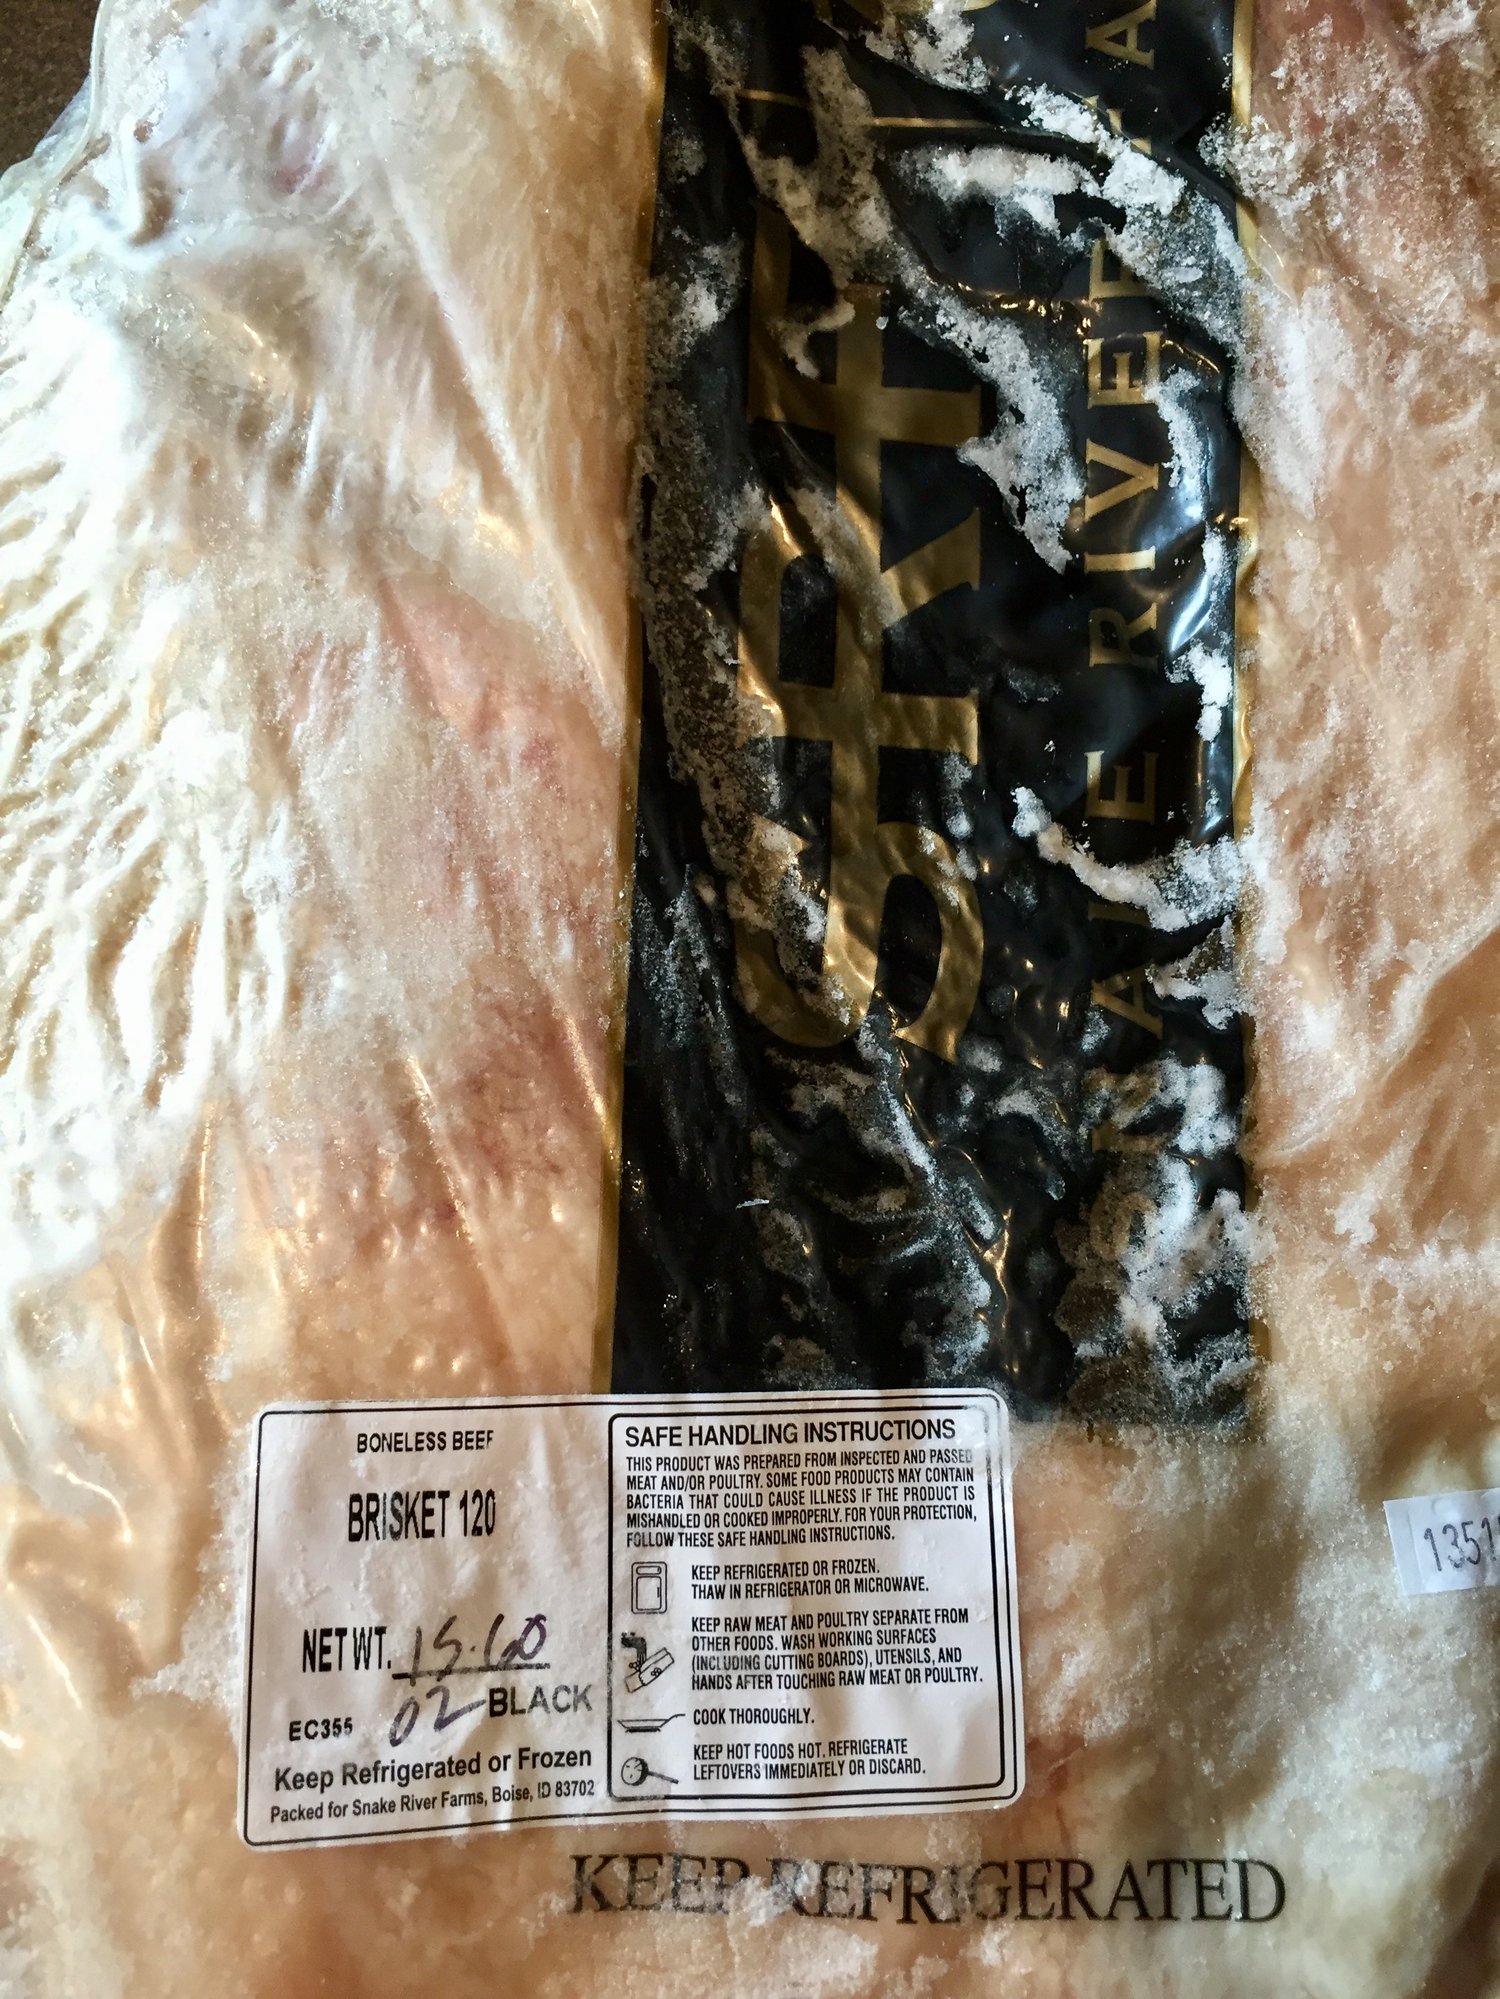 SRF
SNAKE RIVER FA
BONELESS BEEF
BRISKET 120
NET WT. 15.60
02 BLACK
EC355
Keep Refrigerated or Frozen
Packed for Snake River Farms, Boise, ID 83702
SAFE HANDLING INSTRUCTIONS
THIS PRODUCT WAS PREPARED FROM INSPECTED AND PASSED
MEAT AND/OR POULTRY. SOME FOOD PRODUCTS MAY CONTAIN
BACTERIA THAT COULD CAUSE ILLNESS IF THE PRODUCT IS
MISHANDLED OR COOKED IMPROPERLY. FOR YOUR PROTECTION,
FOLLOW THESE SAFE HANDLING INSTRUCTIONS.
KEEP REFRIGERATED OR FROZEN.
THAW IN REFRIGERATOR OR MICROWAVE.
KEEP RAW MEAT AND POULTRY SEPARATE FROM
OTHER FOODS. WASH WORKING SURFACES
(INCLUDING CUTTING BOARDS), UTENSILS, AND
HANDS AFTER TOUCHING RAW MEAT OR POULTRY.
COOK THOROUGHLY.
KEEP HOT FOODS HOT. REFRIGERATE
LEFTOVERS IMMEDIATELY OR DISCARD.
KEEP REFRIGERATED